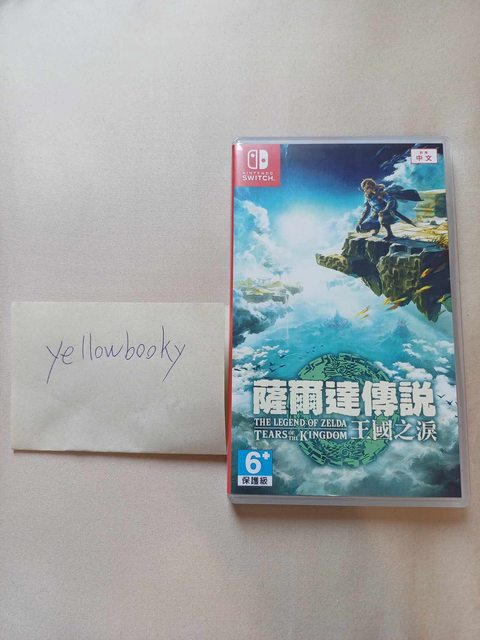 yellowbooky
NINTENDO
SWITCH.
中文
薩爾達傳說
THE LEGEND OF ZELDA
TEARS OF THE KINGDOM
王國之淚
6+
保護級